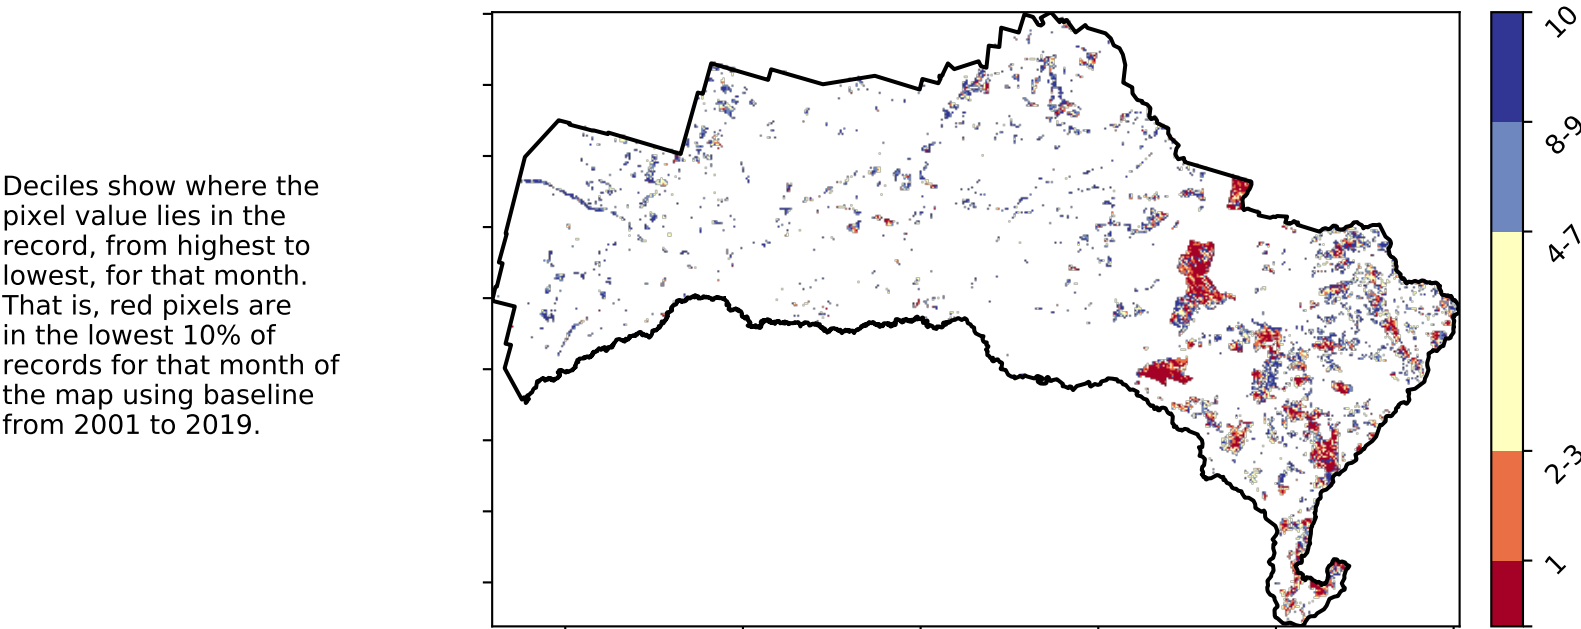 Deciles show where the
pixel value lies in the
record, from highest to
lowest, for that month.
That is, red pixels are
in the lowest 10% of
records for that month of
the map using baseline
from 2001 to 2019.
10
8-9
4-7
2-3
1